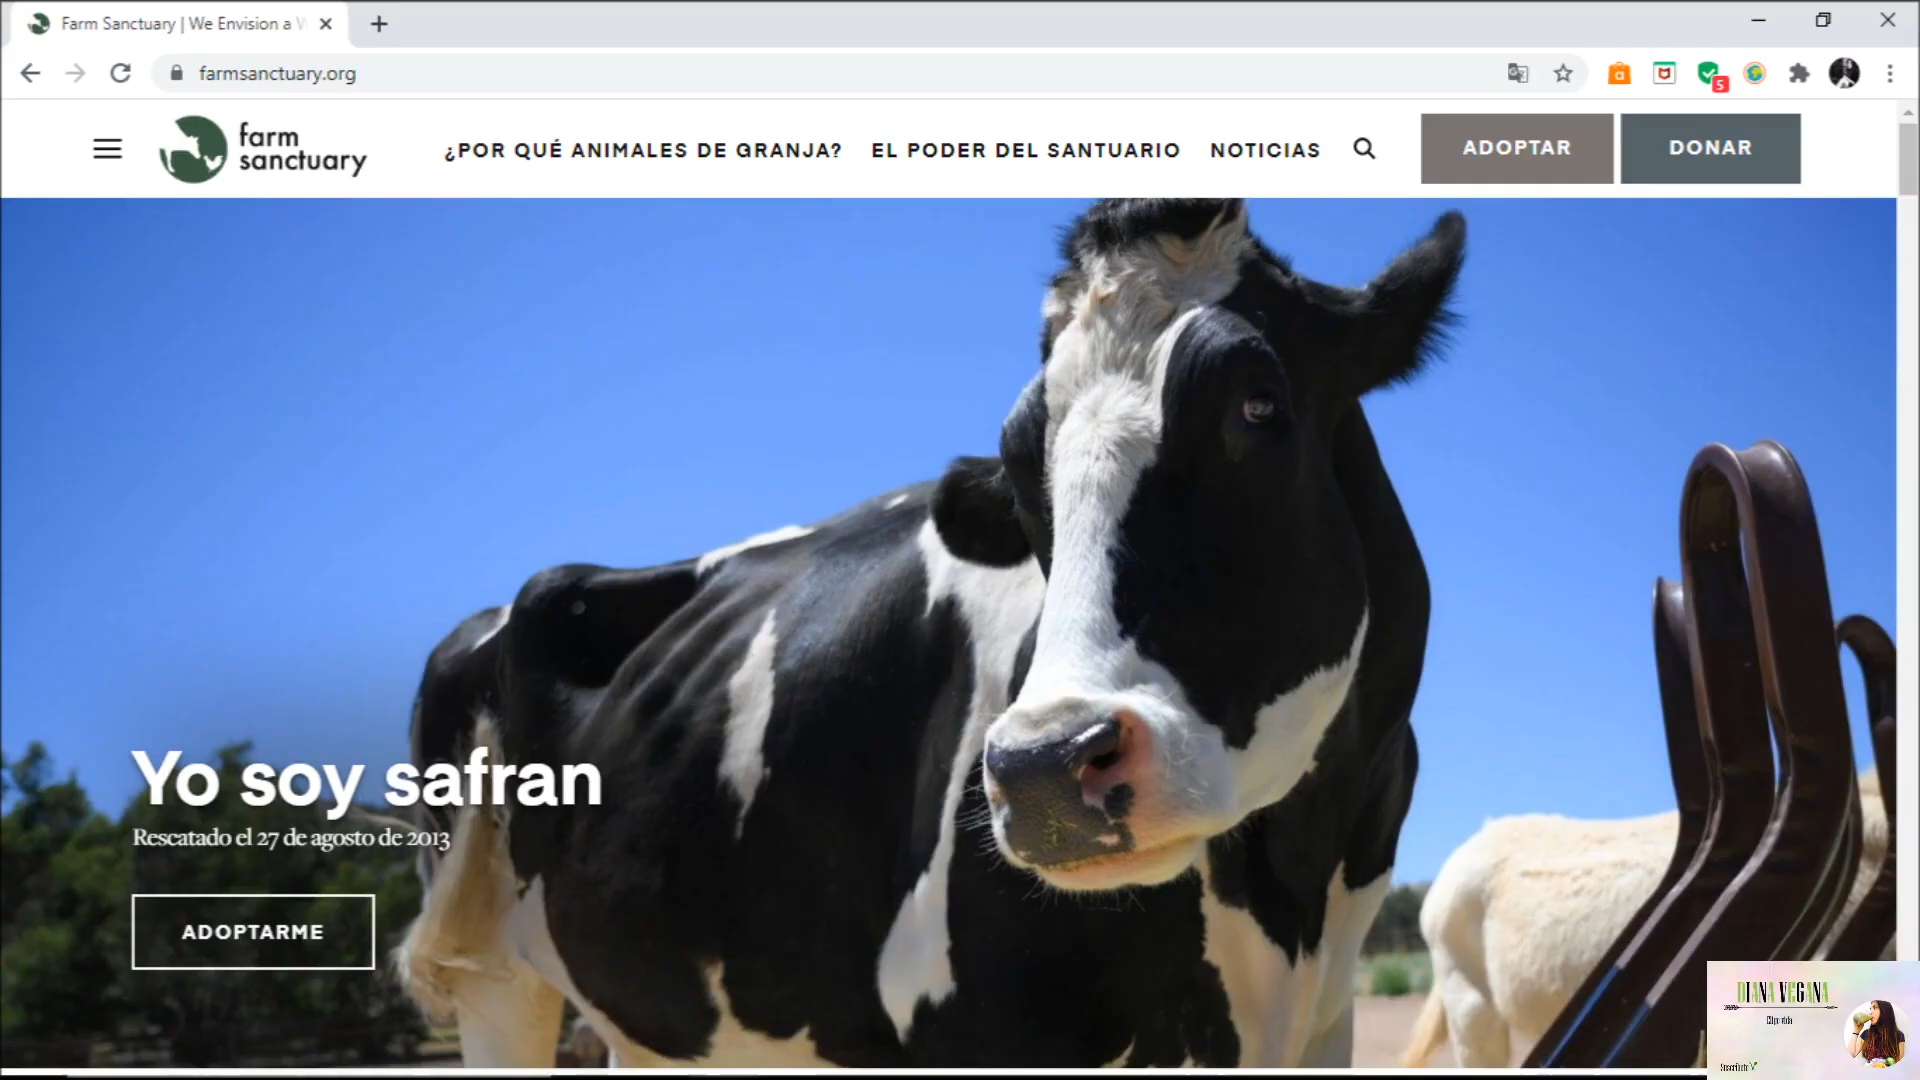 Farm Sanctuary | We Envision a W
farmsanctuary.org
farm
sanctuary
¿POR QUÉ ANIMALES DE GRANJA?
EL PODER DEL SANTUARIO
NOTICIAS
ADOPTAR
DONAR
Yo soy safran
Rescatado el 27 de agosto de 2013
ADOPTARME
DIANA VEGANA
Suscríbete